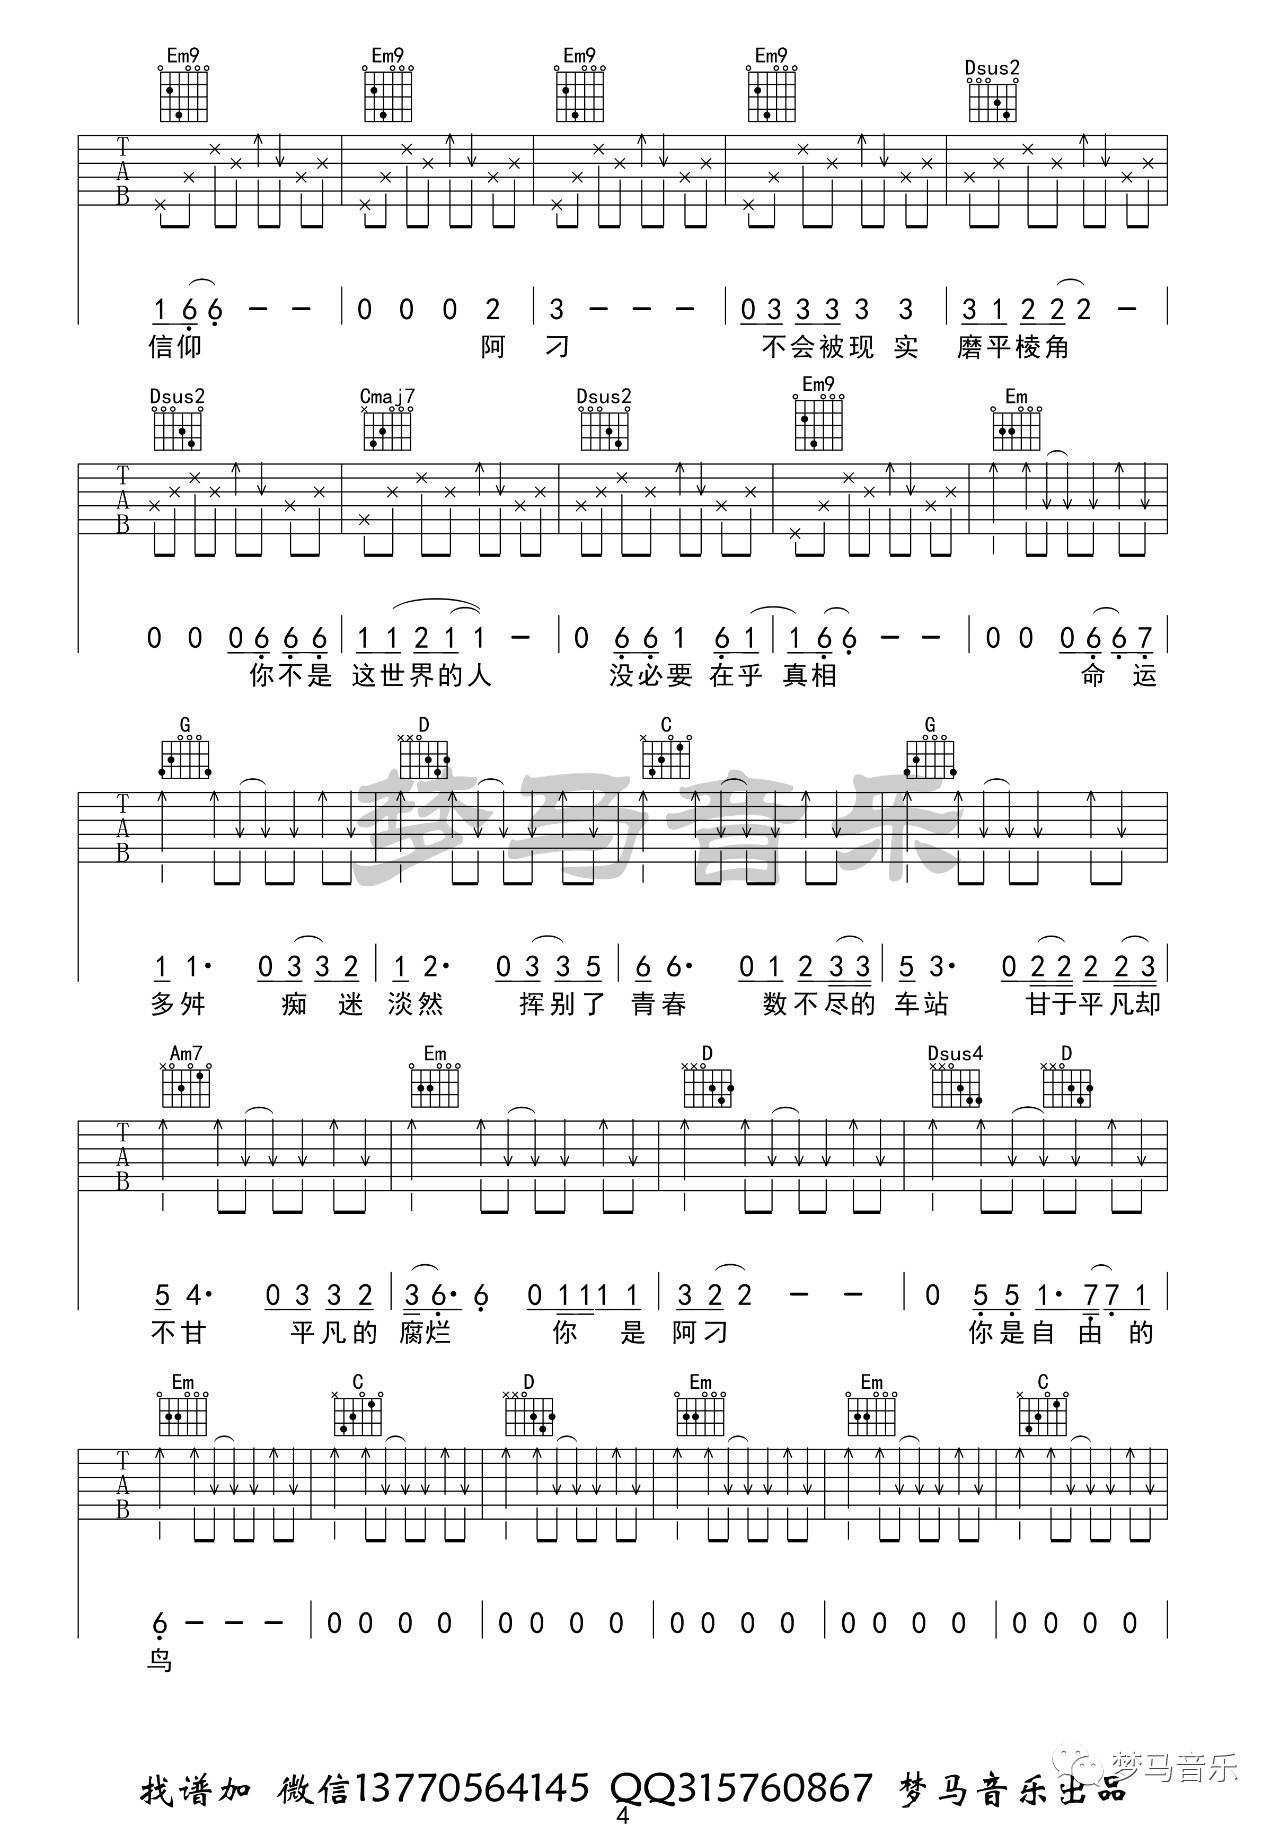 Em9 Em9 Em9 Em9 Dsus2
T A B
1 6 6 - - | 0 0 0 2 | 3 - - - | 0 3 3 3 3 3 | 3 1 2 2 2 - |
信仰 阿 刁 不会被现 实 磨平棱角
Dsus2 Cmaj7 Dsus2 Em9 Em
T A B
0 0 0 6 6 6 | 1 1 2 1 1 - | 0 6 6 1 6 1 | 1 6 6 - - | 0 0 0 6 6 7 |
你不是 这世界的人 没必要 在乎 真相 命 运
G D C G
梦马音乐
T A B
1 1· 0 3 3 2 | 1 2· 0 3 3 5 | 6 6· 0 1 2 3 3 | 5 3· 0 2 2 2 2 3 |
多舛 痴 迷 淡然 挥别了 青春 数不尽的 车站 甘于平凡却
Am7 Em D Dsus4 D
T A B
5 4· 0 3 3 2 | 3 6· 6 0 1 1 1 1 | 3 2 2 - - | 0 5 5 1· 7 7 1 |
不甘 平凡的 腐烂 你 是 阿刁 你是自 由 的
Em C D Em Em C
T A B
6 - - - | 0 0 0 0 | 0 0 0 0 | 0 0 0 0 | 0 0 0 0 | 0 0 0 0 |
鸟
梦马音乐
找谱加 微信13770564145 QQ315760867 梦马音乐出品
4